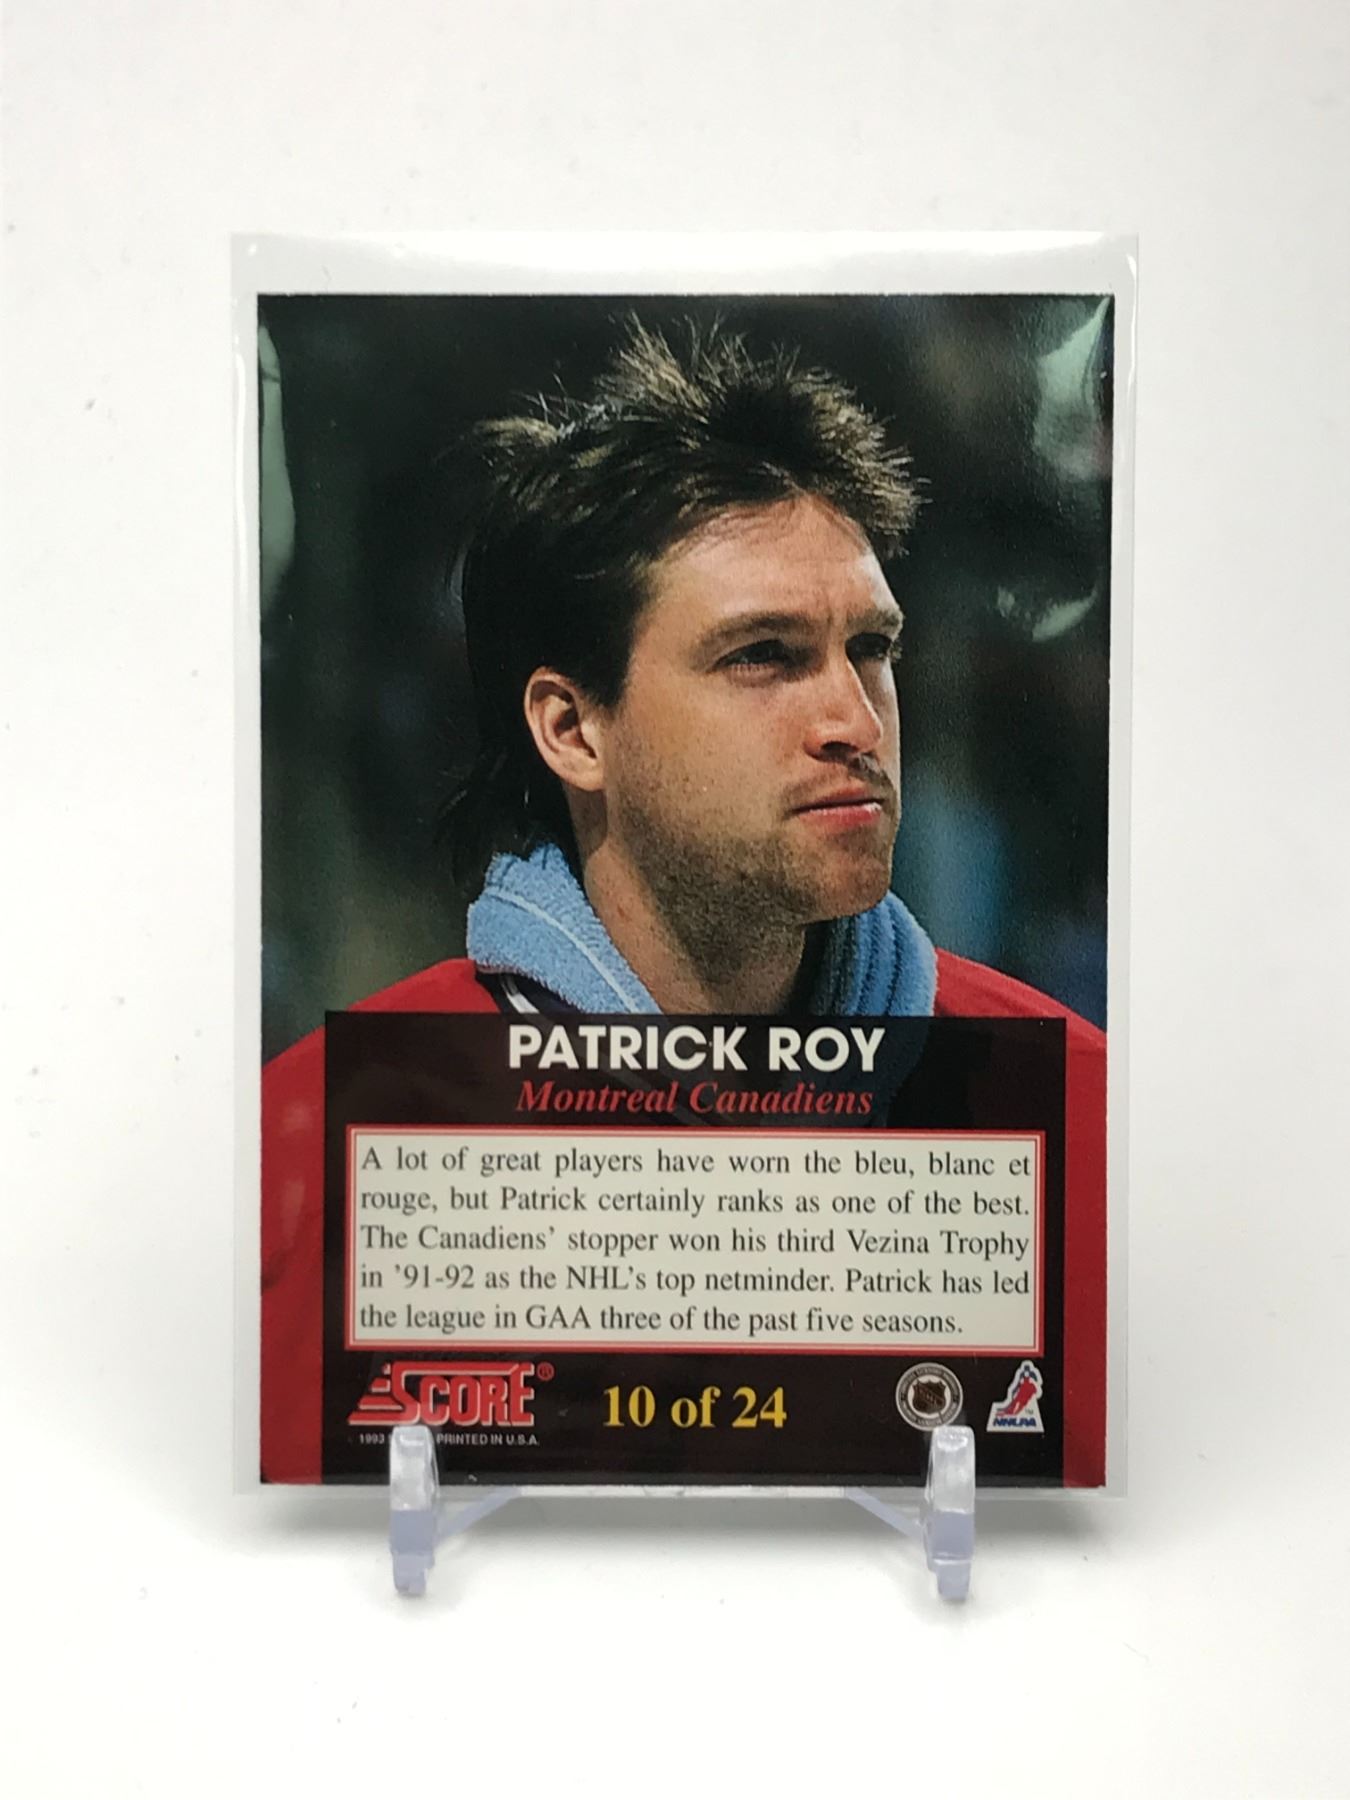 PATRICK ROY
Montreal Canadiens
A lot of great players have worn the bleu, blanc et
rouge, but Patrick certainly ranks as one of the best.
The Canadiens' stopper won his third Vezina Trophy
in '91-92 as the NHL's top netminder. Patrick has led
the league in GAA three of the past five seasons.
SCORE® 10 of 24 NHLPA
1993 PRINTED IN U.S.A.